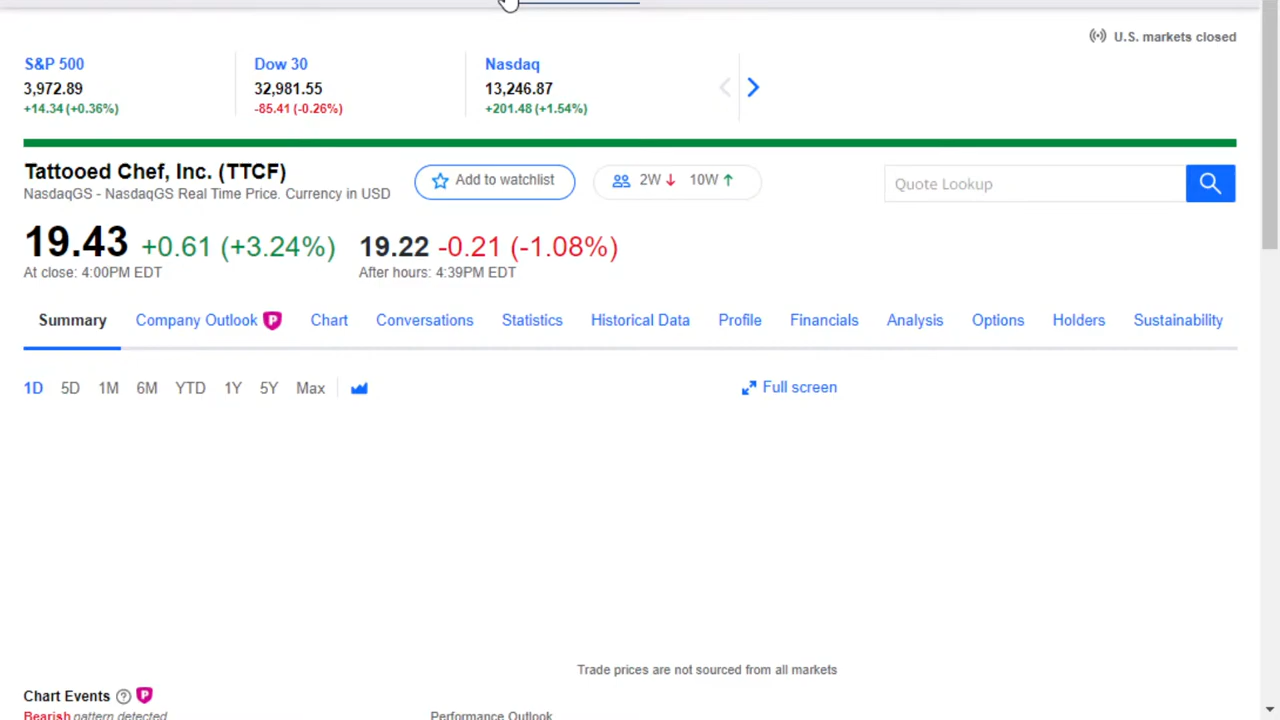 U.S. markets closed
S&P 500 Dow 30 Nasdaq
3,972.89 32,981.55 13,246.87
+14.34 (+0.36%) -85.41 (-0.26%) +201.48 (+1.54%)
Tattooed Chef, Inc. (TTCF) Add to watchlist 2W 10W Quote Lookup
NasdaqGS - NasdaqGS Real Time Price. Currency in USD
19.43 +0.61 (+3.24%) 19.22 -0.21 (-1.08%)
At close: 4:00PM EDT After hours: 4:39PM EDT
Summary Company Outlook P Chart Conversations Statistics Historical Data Profile Financials Analysis Options Holders Sustainability
1D 5D 1M 6M YTD 1Y 5Y Max Full screen
Trade prices are not sourced from all markets
Chart Events ? P
Bearish pattern detected Performance Outlook